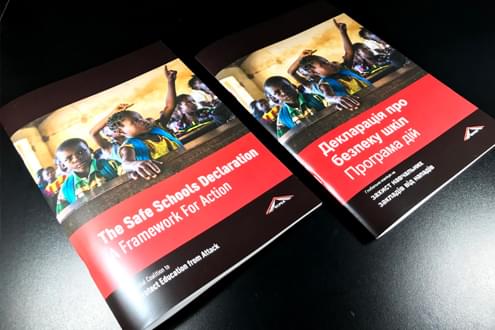 The Safe Schools Declaration
A Framework For Action
Coalition to
Protect Education from Attack
Декларація про
безпеку шкіл
Програма дій
захист навчальних
закладів від нападів